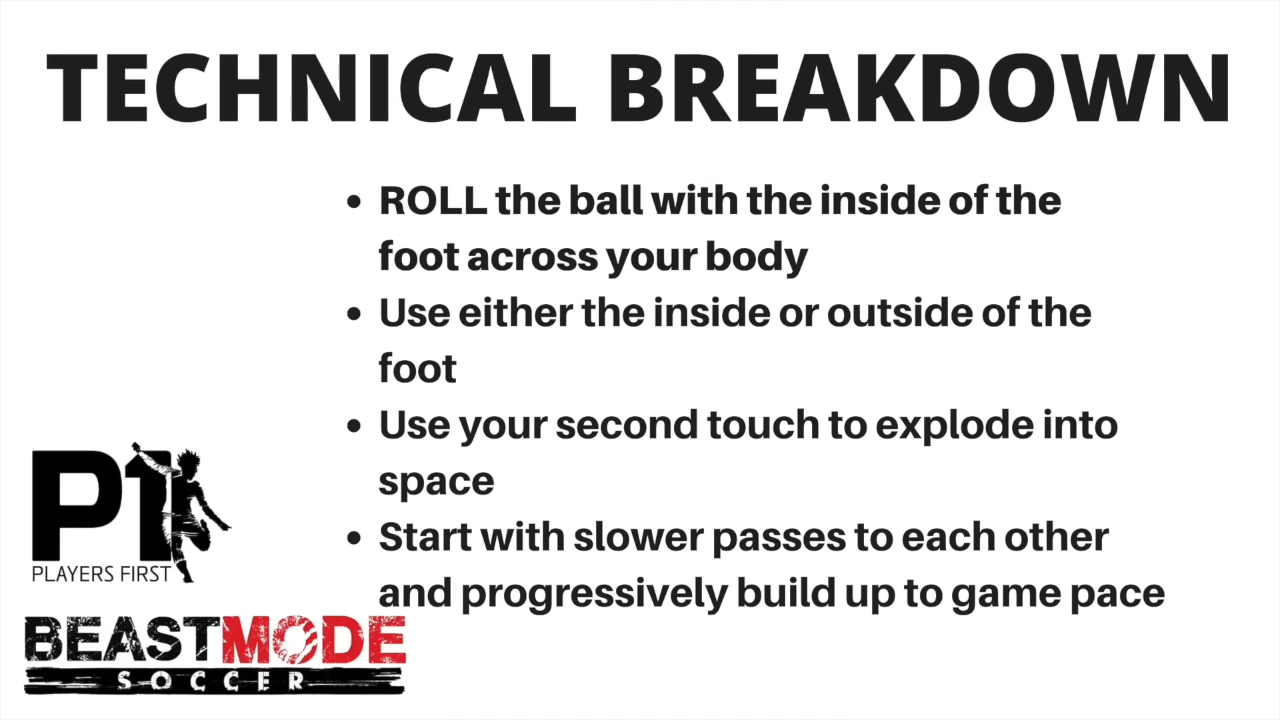 TECHNICAL BREAKDOWN
• ROLL the ball with the inside of the
foot across your body
• Use either the inside or outside of the
foot
• Use your second touch to explode into
space
• Start with slower passes to each other
and progressively build up to game pace
P1
PLAYERS FIRST
BEASTMODE
SOCCER